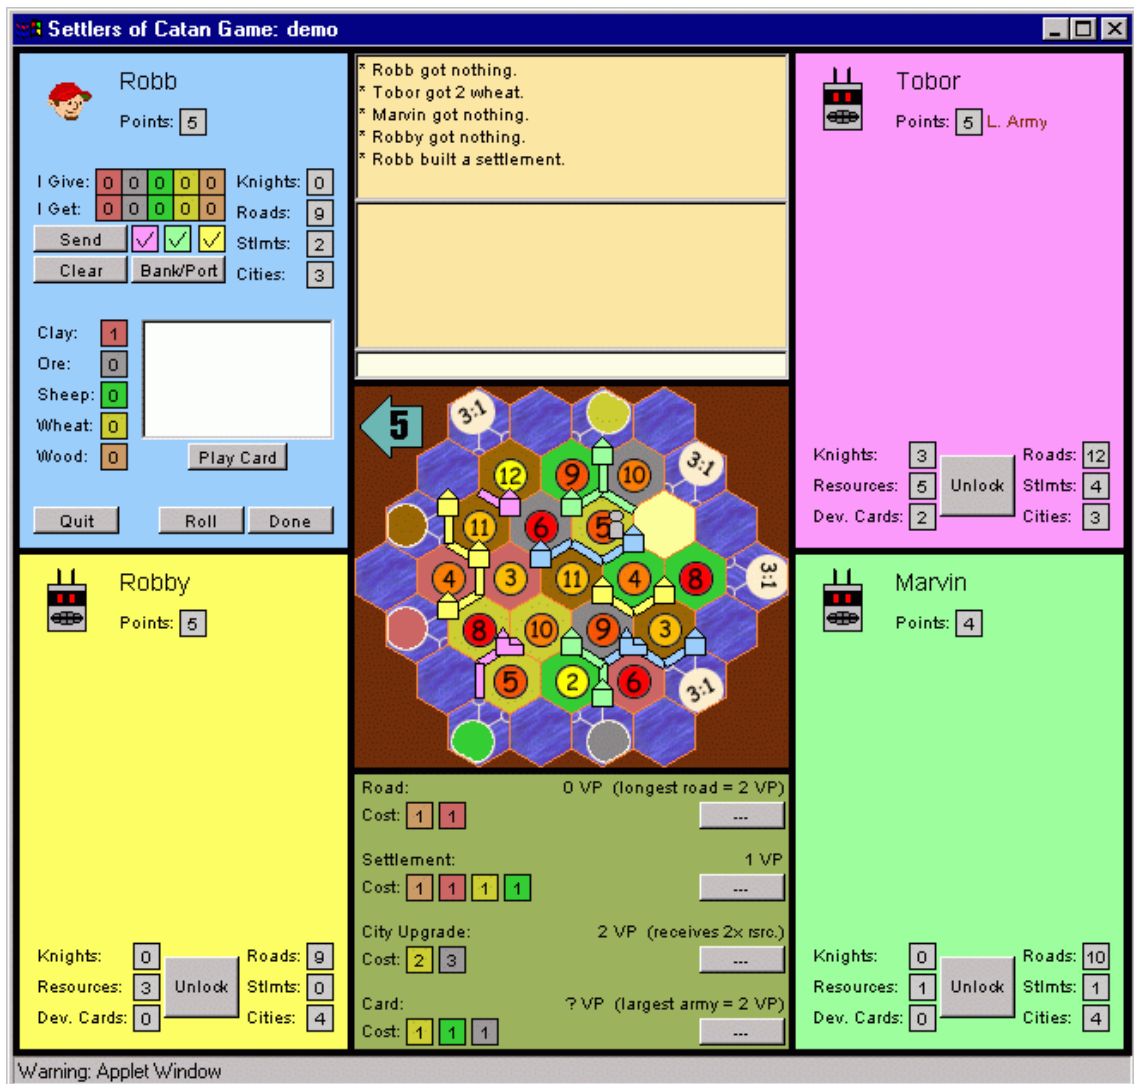 Settlers of Catan Game: demo
Robb
Points: 5
I Give: 0 0 0 0 0
I Get: 0 0 0 0 0
Send
Clear Bank/Port
Knights: 0
Roads: 9
Stlmts: 2
Cities: 3
Clay: 1
Ore: 0
Sheep: 0
Wheat: 0
Wood: 0
Play Card
Quit Roll Done
* Robb got nothing.
* Tobor got 2 wheat.
* Marvin got nothing.
* Robby got nothing.
* Robb built a settlement.
Tobor
Points: 5 L. Army
Knights: 3
Resources: 5
Dev. Cards: 2
Unlock
Roads: 12
Stlmts: 4
Cities: 3
5
3:1
12 9 10 3:1
11 6 5
4 3 11 4 8 3:1
8 10 9 3
5 2 6 3:1
Robby
Points: 5
Knights: 0
Resources: 3
Dev. Cards: 0
Unlock
Roads: 9
Stlmts: 0
Cities: 4
Road: 0 VP (longest road = 2 VP)
Cost: 1 1 ---
Settlement: 1 VP
Cost: 1 1 1 1 ---
City Upgrade: 2 VP (receives 2x rsrc.)
Cost: 2 3 ---
Card: ? VP (largest army = 2 VP)
Cost: 1 1 1 ---
Marvin
Points: 4
Knights: 0
Resources: 1
Dev. Cards: 0
Unlock
Roads: 10
Stlmts: 1
Cities: 4
Warning: Applet Window